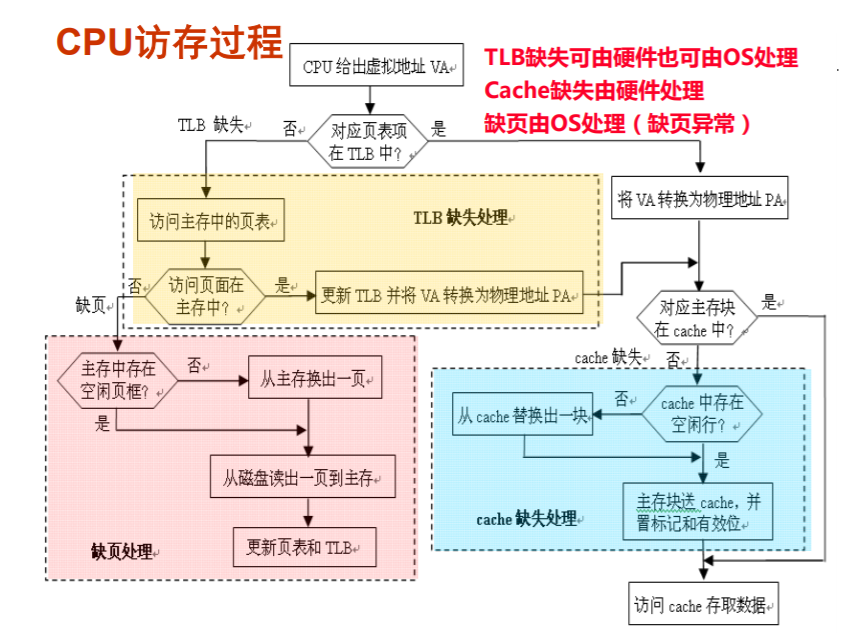 CPU访存过程
CPU 给出虚拟地址 VA
TLB缺失可由硬件也可由OS处理
Cache缺失由硬件处理
缺页由OS处理（缺页异常）
TLB 缺失
否
对应页表项
在 TLB 中？
是
将 VA 转换为物理地址 PA
访问主存中的页表
TLB 缺失处理
否
访问页面在
主存中？
是
更新 TLB 并将 VA 转换为物理地址 PA
缺页
对应主存块
在 cache 中？
是
cache 缺失
否
主存中存在
空闲页框？
否
从主存换出一页
是
从 cache 替换出一块
否
cache 中存在
空闲行？
是
从磁盘读出一页到主存
主存块送 cache，并
置标记和有效位
cache 缺失处理
缺页处理
更新页表和 TLB
访问 cache 存取数据